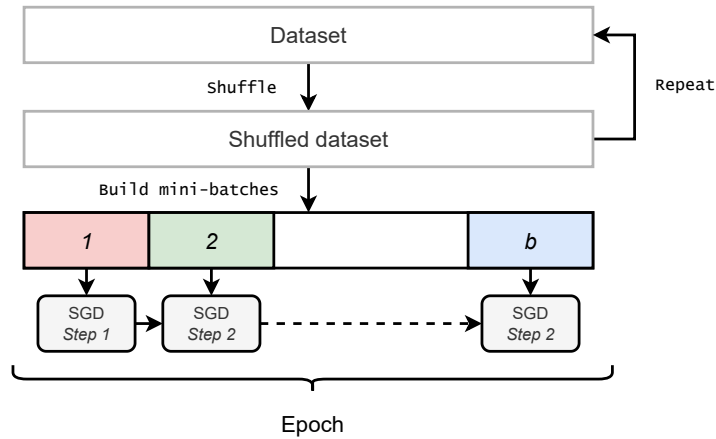 Dataset
Shuffle
Repeat
Shuffled dataset
Build mini-batches
1
2
b
SGD
Step 1
SGD
Step 2
SGD
Step 2
Epoch